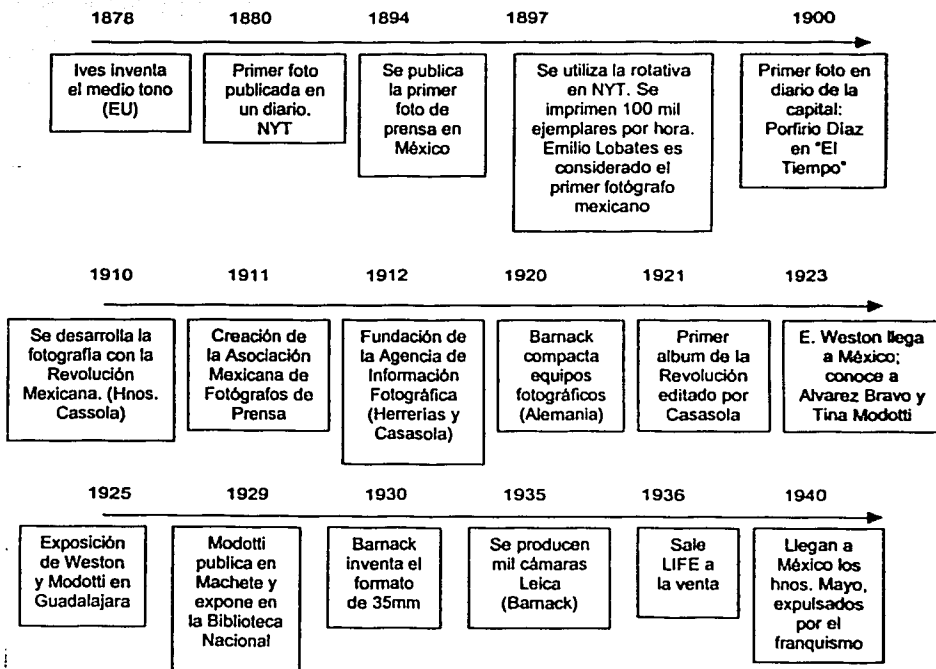 1878 1880 1894 1897 1900
Ives inventa
el medio tono
(EU)
Primer foto
publicada en
un diario.
NYT
Se publica
la primer
foto de
prensa en
México
Se utiliza la rotativa
en NYT. Se
imprimen 100 mil
ejemplares por hora.
Emilio Lobates es
considerado el
primer fotógrafo
mexicano
Primer foto en
diario de la
capital:
Porfirio Díaz
en "El
Tiempo"
1910 1911 1912 1920 1921 1923
Se desarrolla la
fotografía con la
Revolución
Mexicana. (Hnos.
Cassola)
Creación de
la Asociación
Mexicana de
Fotógrafos de
Prensa
Fundación de
la Agencia de
Información
Fotográfica
(Herrerias y
Casasola)
Barnack
compacta
equipos
fotográficos
(Alemania)
Primer
album de la
Revolución
editado por
Casasola
E. Weston llega
a México;
conoce a
Alvarez Bravo y
Tina Modotti
1925 1929 1930 1935 1936 1940
Exposición
de Weston
y Modotti en
Guadalajara
Modotti
publica en
Machete y
expone en
la Biblioteca
Nacional
Barnack
inventa el
formato
de 35mm
Se producen
mil cámaras
Leica
(Barnack)
Sale
LIFE a
la venta
Llegan a
México los
hnos. Mayo,
expulsados
por el
franquismo